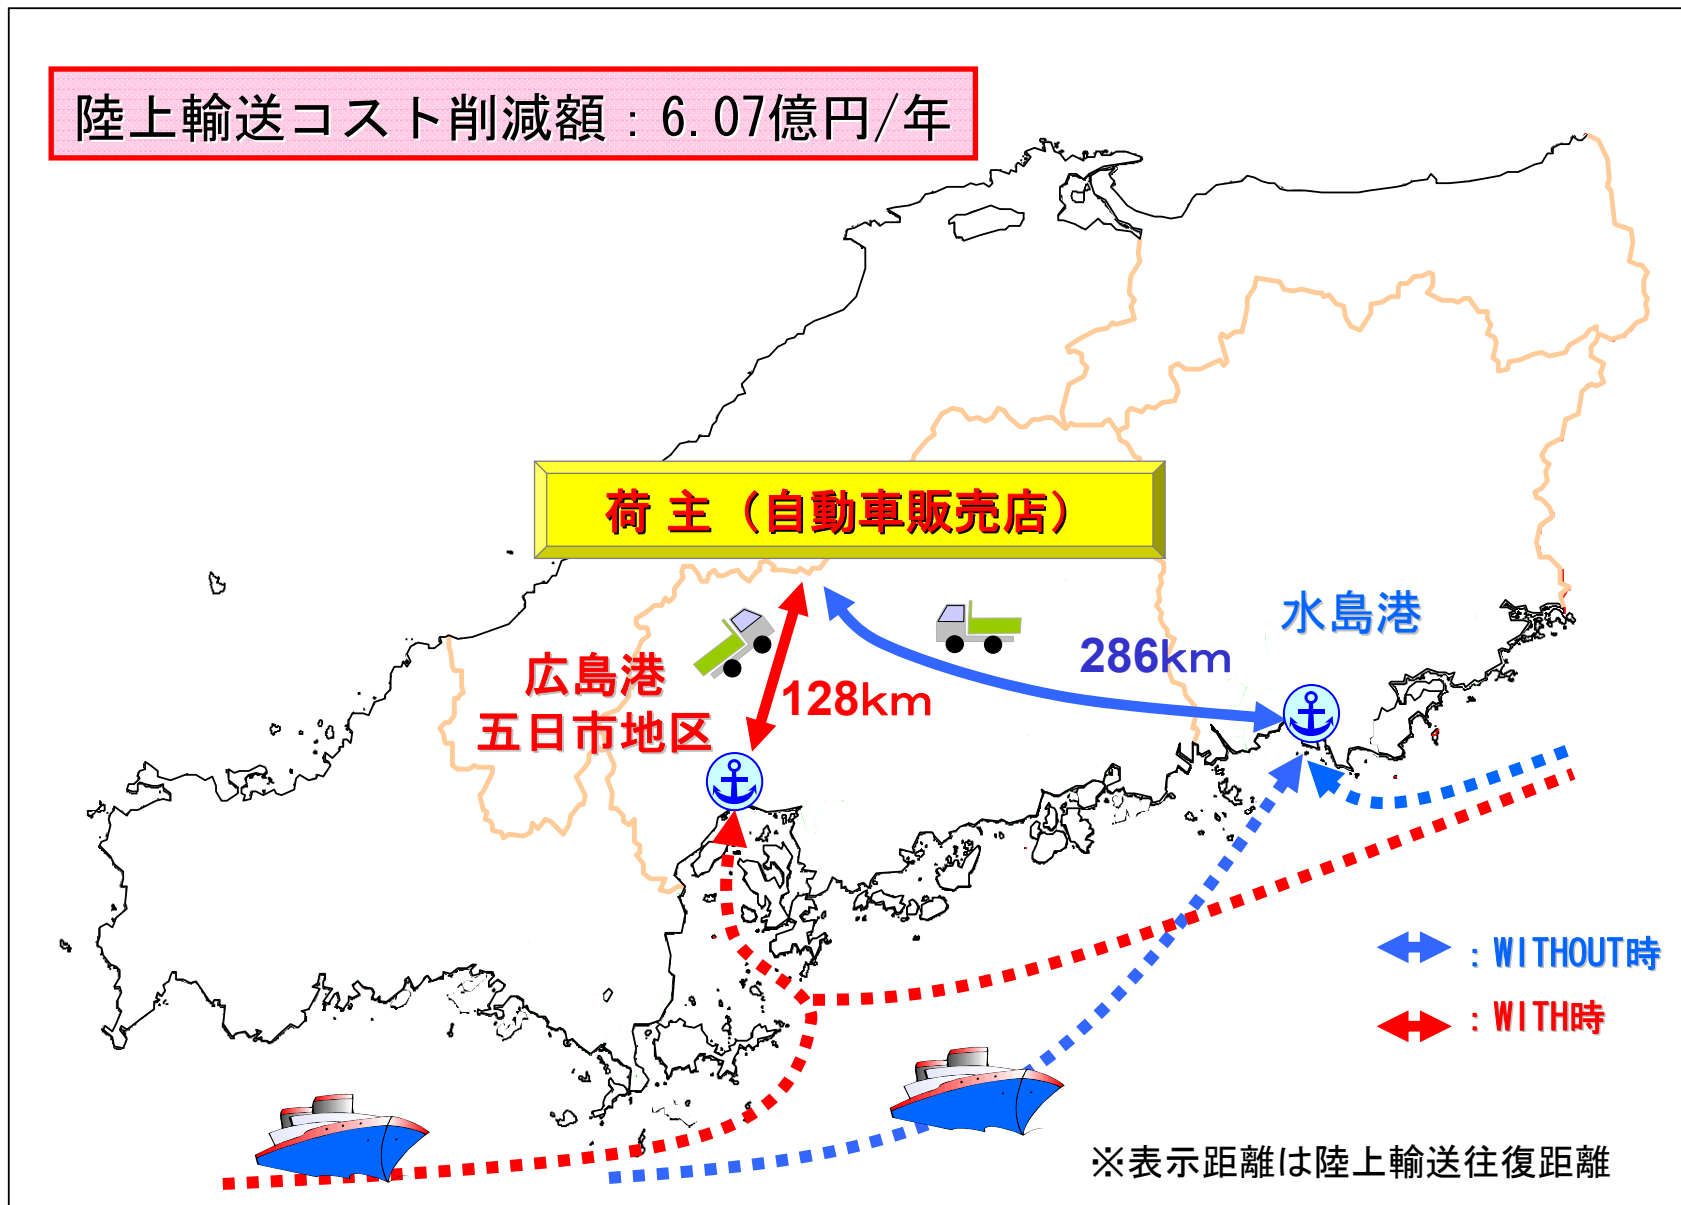 陸上輸送コスト削減額：6.07億円/年
荷 主（自動車販売店）
水島港
286km
広島港
五日市地区
128km
：WITHOUT時
：WITH時
※表示距離は陸上輸送往復距離